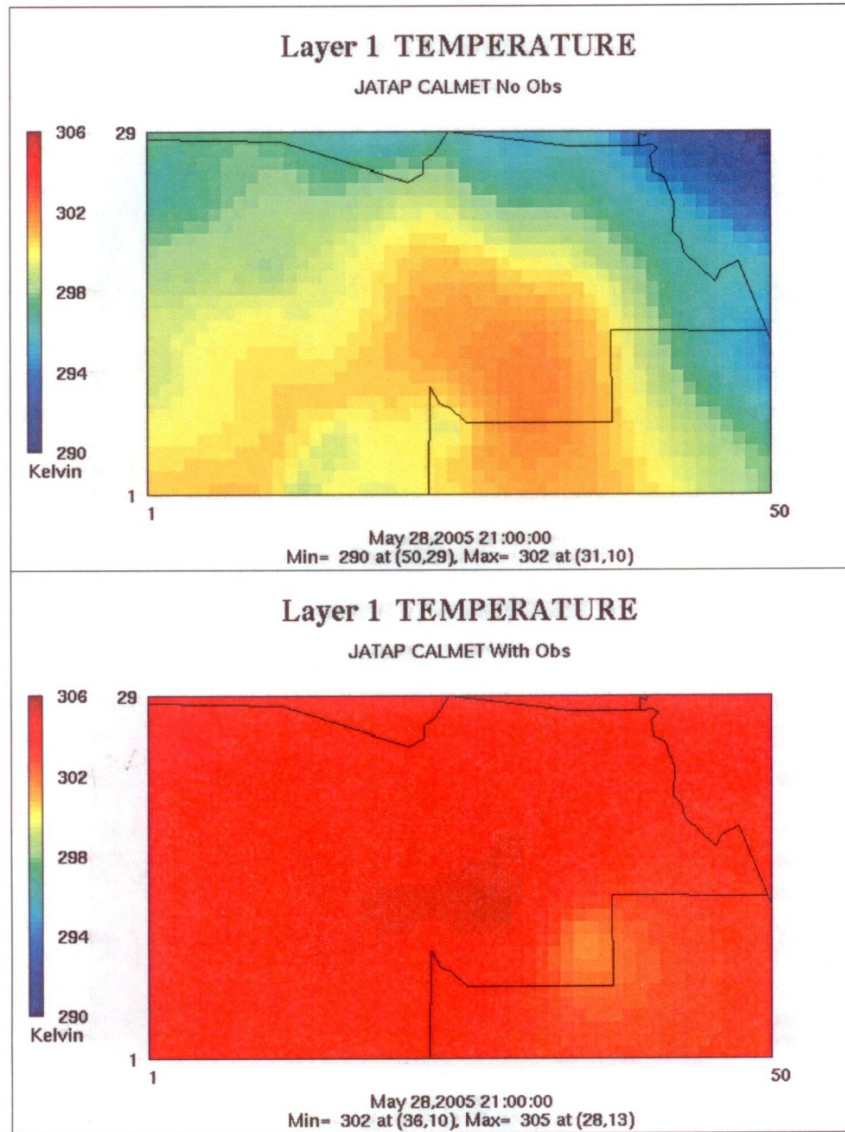 Layer 1 TEMPERATURE
JATAP CALMET No Obs
306
302
298
294
290
Kelvin
29
1
1
50
May 28,2005 21:00:00
Min= 290 at (50,29), Max= 302 at (31,10)
Layer 1 TEMPERATURE
JATAP CALMET With Obs
306
302
298
294
290
Kelvin
29
1
1
50
May 28,2005 21:00:00
Min= 302 at (36,10), Max= 305 at (28,13)